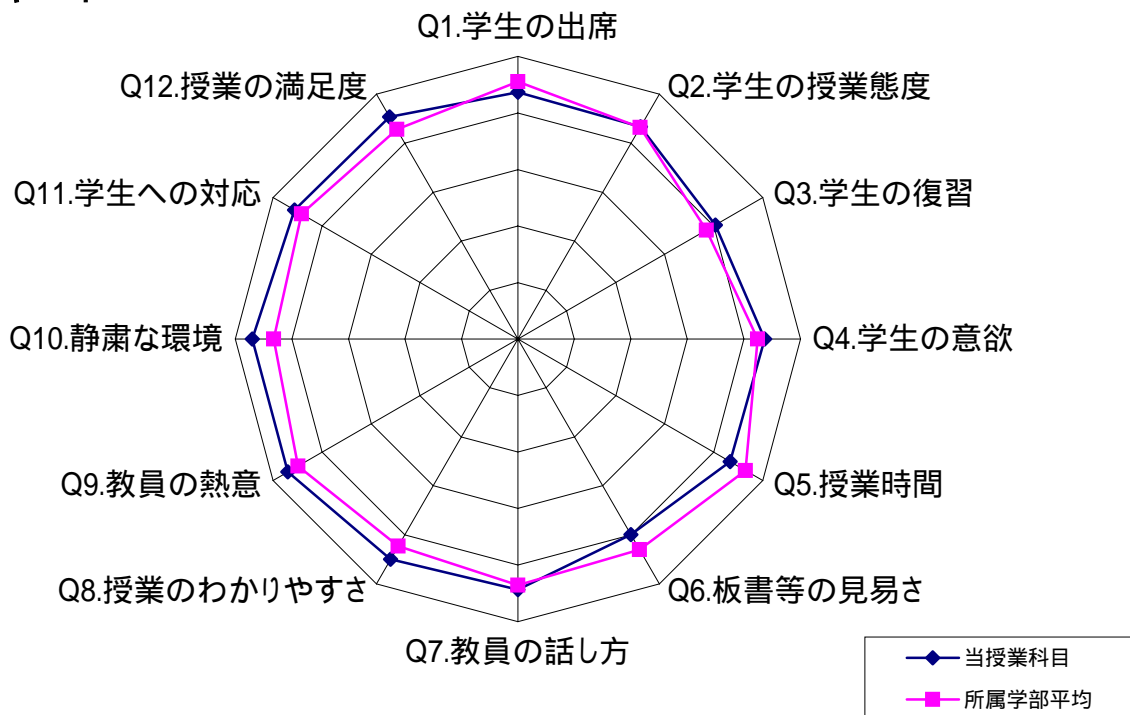 Q1.学生の出席
Q2.学生の授業態度
Q3.学生の復習
Q4.学生の意欲
Q5.授業時間
Q6.板書等の見易さ
Q7.教員の話し方
Q8.授業のわかりやすさ
Q9.教員の熱意
Q10.静粛な環境
Q11.学生への対応
Q12.授業の満足度
当授業科目
所属学部平均